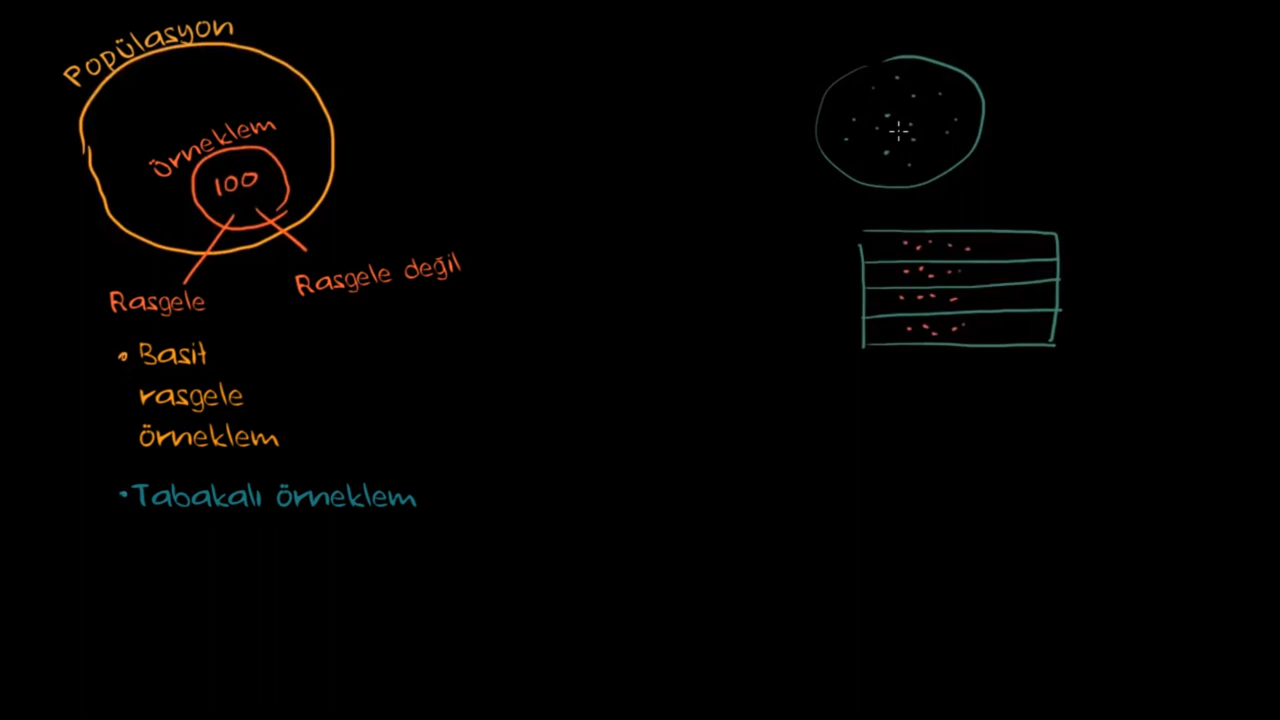 Popülasyon
örneklem
100
Rasgele değil
Rasgele
• Basit
rasgele
örneklem
• Tabakalı örneklem